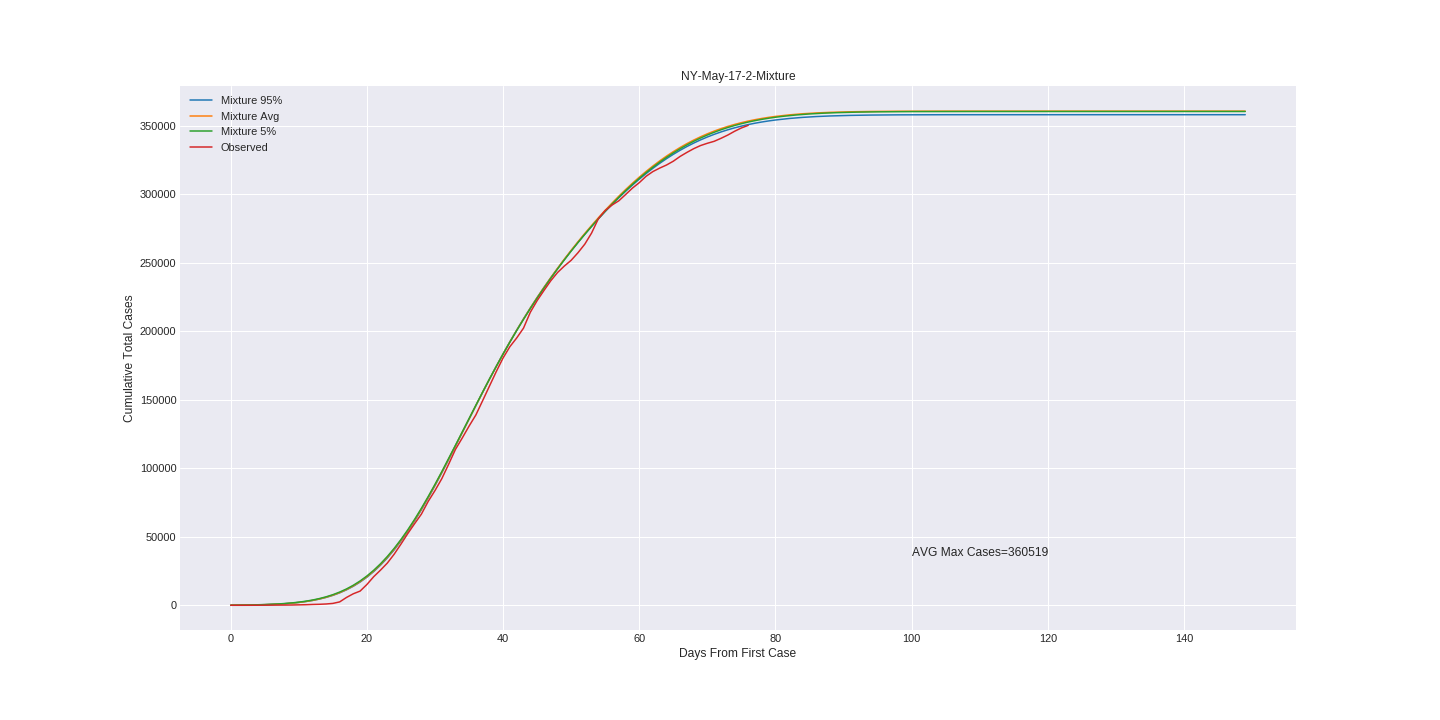 NY-May-17-2-Mixture
Mixture 95%
Mixture Avg
Mixture 5%
Observed
350000
300000
250000
200000
150000
100000
50000
0
Cumulative Total Cases
AVG Max Cases=360519
0 20 40 60 80 100 120 140
Days From First Case